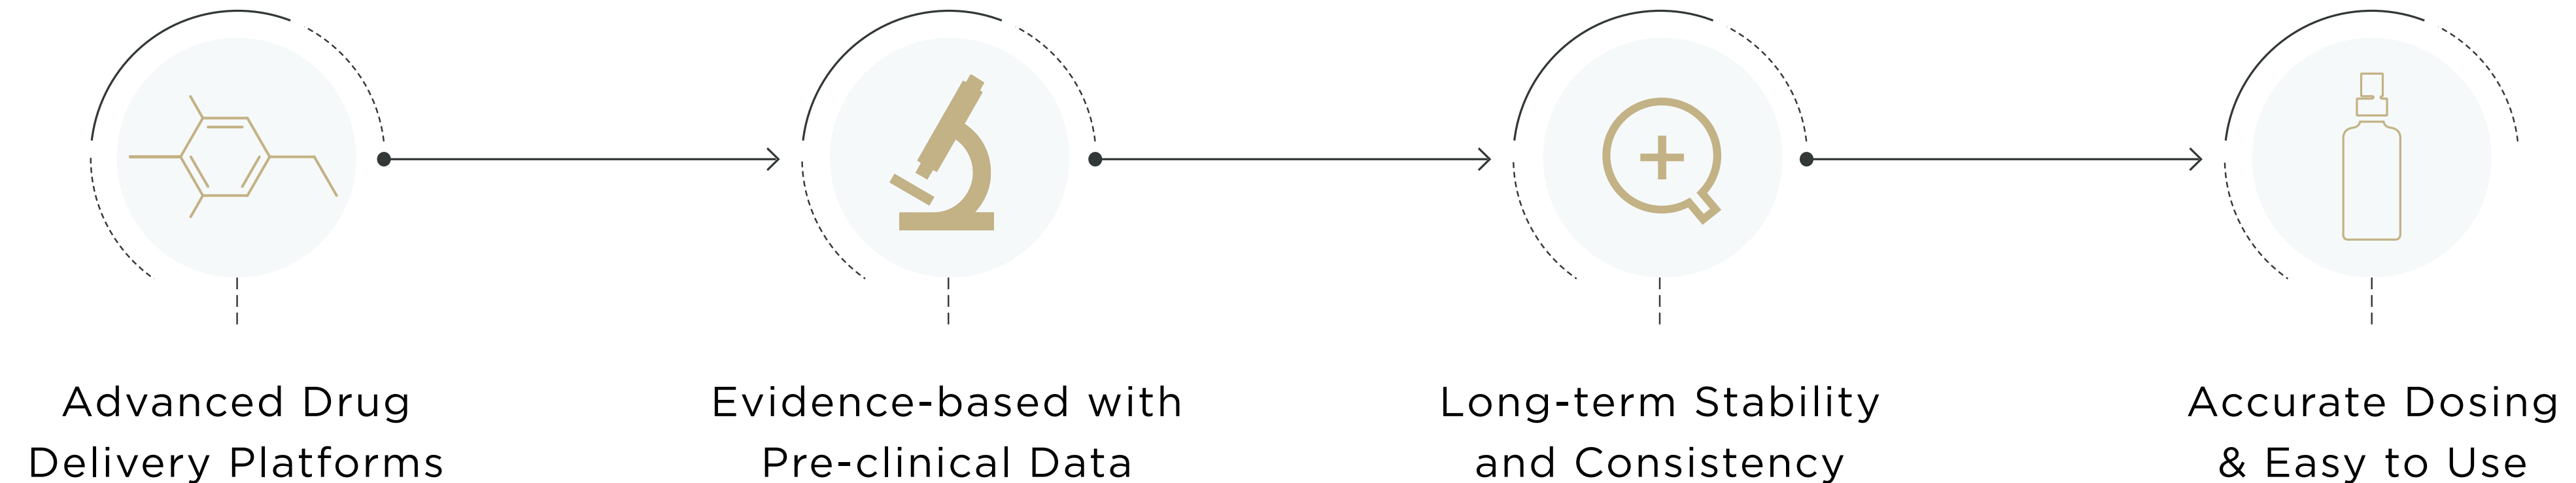 Advanced Drug
Delivery Platforms
Evidence-based with
Pre-clinical Data
Long-term Stability
and Consistency
Accurate Dosing
& Easy to Use